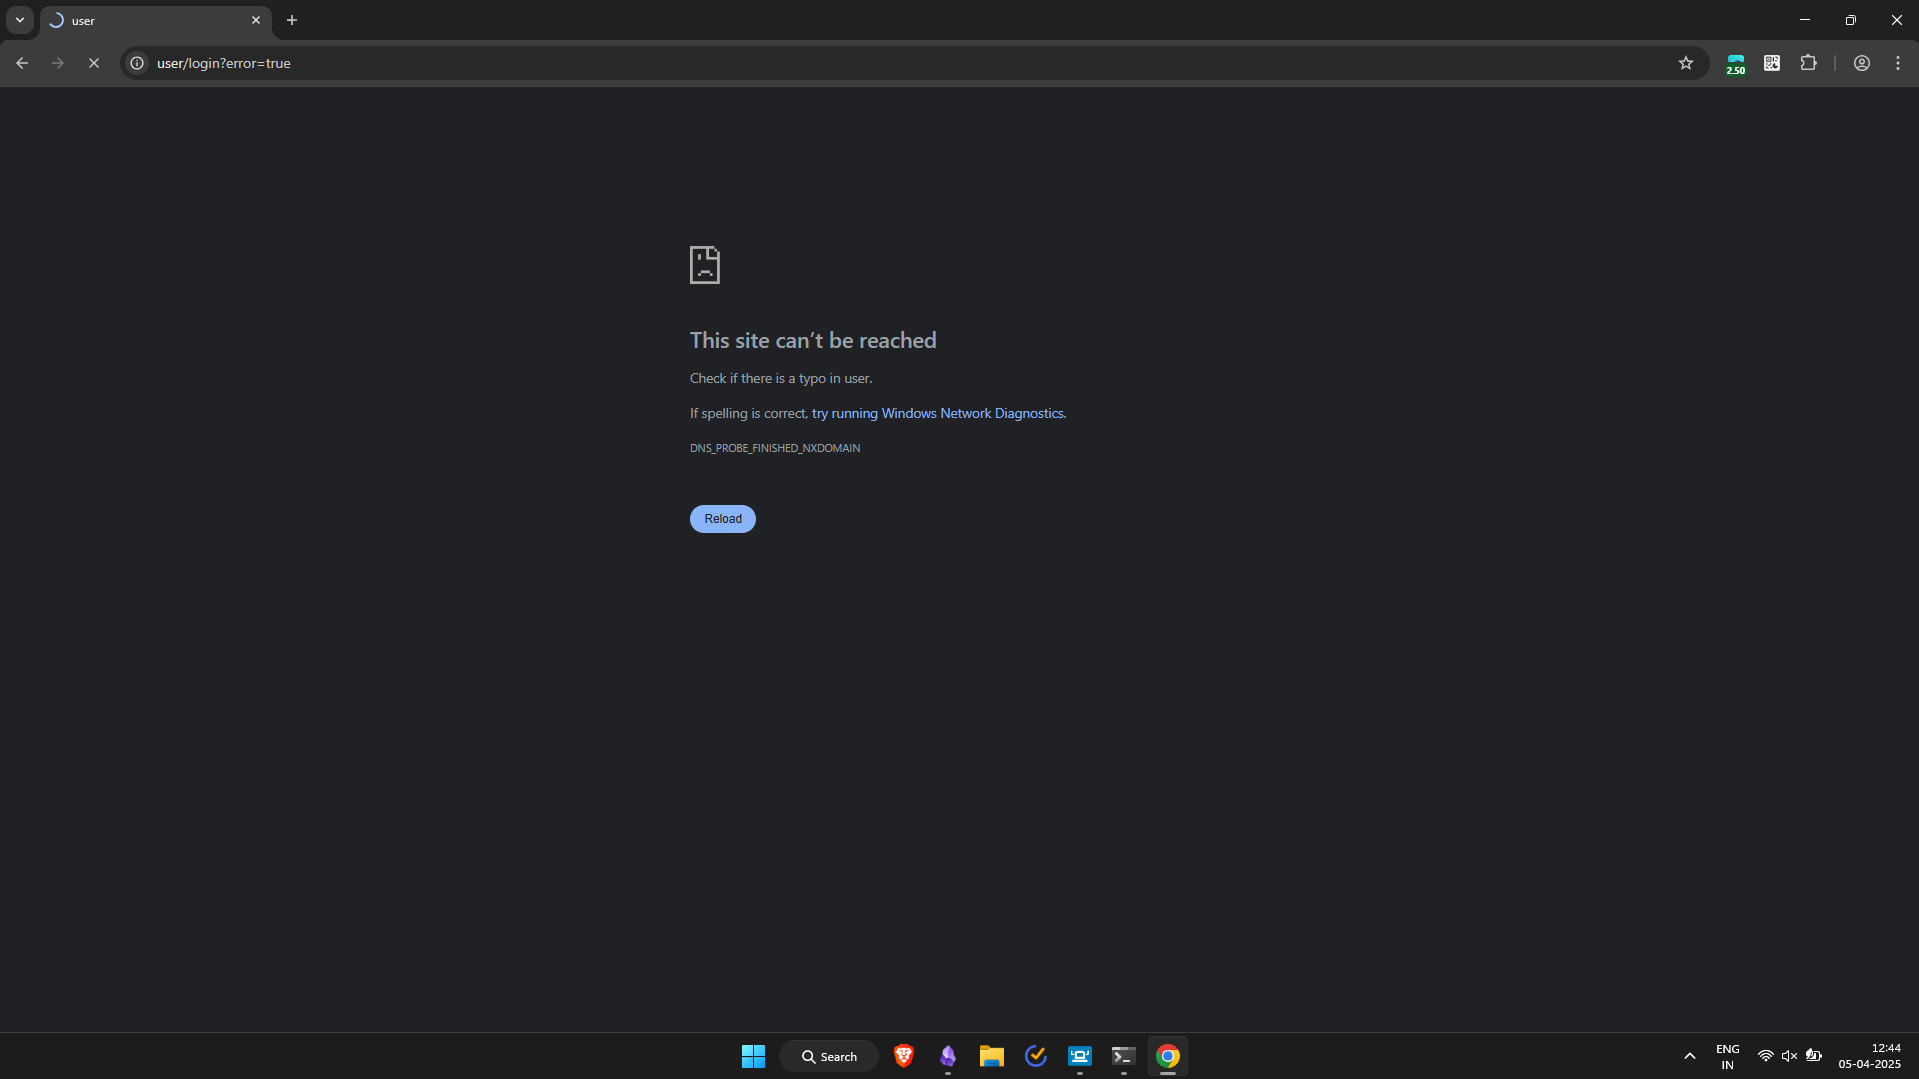 user
user/login?error=true
2.50
This site can’t be reached
Check if there is a typo in user.
If spelling is correct, try running Windows Network Diagnostics.
DNS_PROBE_FINISHED_NXDOMAIN
Reload
Search
ENG
IN
12:44
05-04-2025